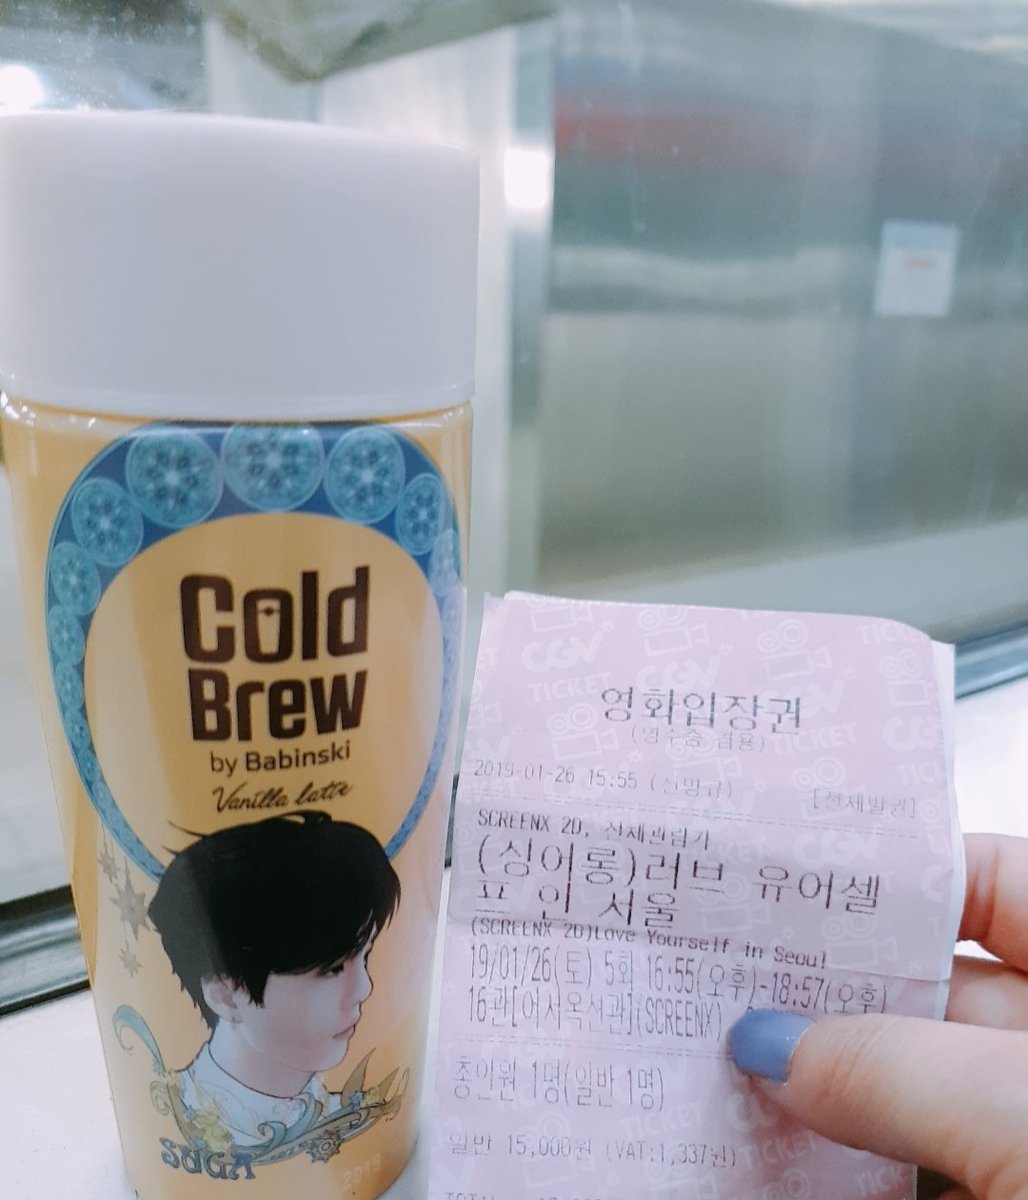 Cold
Brew
by Babinski
Vanilla latte
SUGA
2019
CGV
TICKET
영화입장권
(영수증 겸용)
2019-01-26 15:55 (신명규)
[전체발권]
SCREENX 2D, 전체관람가
(싱어롱)러브 유어셀
프 인 서울
(SCREENX 2D)Love Yourself in Seoul
19/01/26(토) 5회 16:55(오후)-18:57(오후)
16관[어서옥션관](SCREENX)
총인원 1명(일반 1명)
일반 15,000원 (VAT:1,337원)